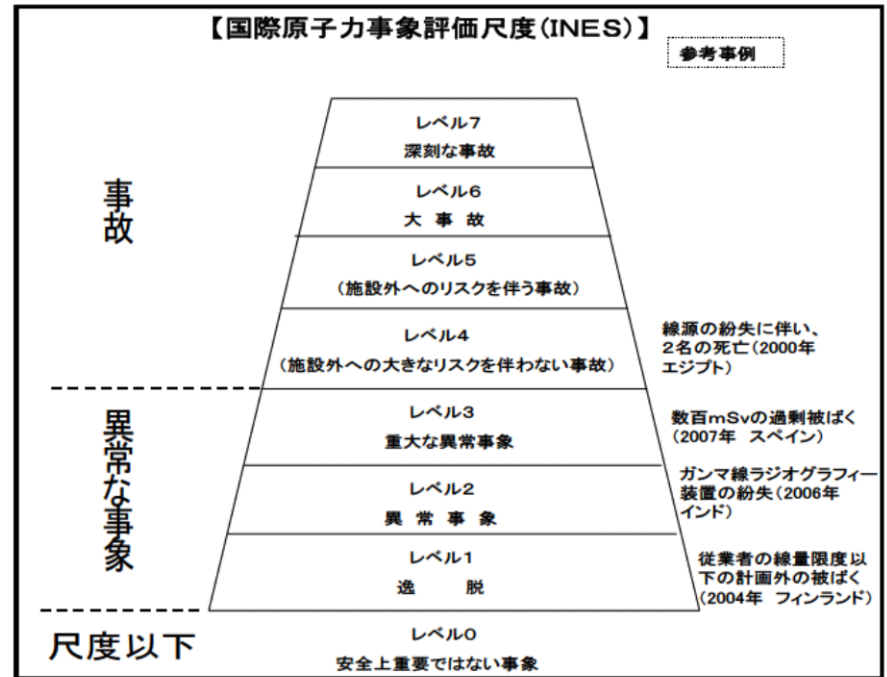 【国際原子力事象評価尺度(INES)】
参考事例
事故
レベル7
深刻な事故
レベル6
大 事 故
レベル5
(施設外へのリスクを伴う事故)
レベル4
(施設外への大きなリスクを伴わない事故)
線源の紛失に伴い、
2名の死亡(2000年
エジプト)
異常な事象
レベル3
重大な異常事象
数百mSvの過剰被ばく
(2007年 スペイン)
レベル2
異 常 事 象
ガンマ線ラジオグラフィー
装置の紛失(2006年
インド)
レベル1
逸 脱
従業者の線量限度以
下の計画外の被ばく
(2004年 フィンランド)
尺度以下
レベル0
安全上重要ではない事象